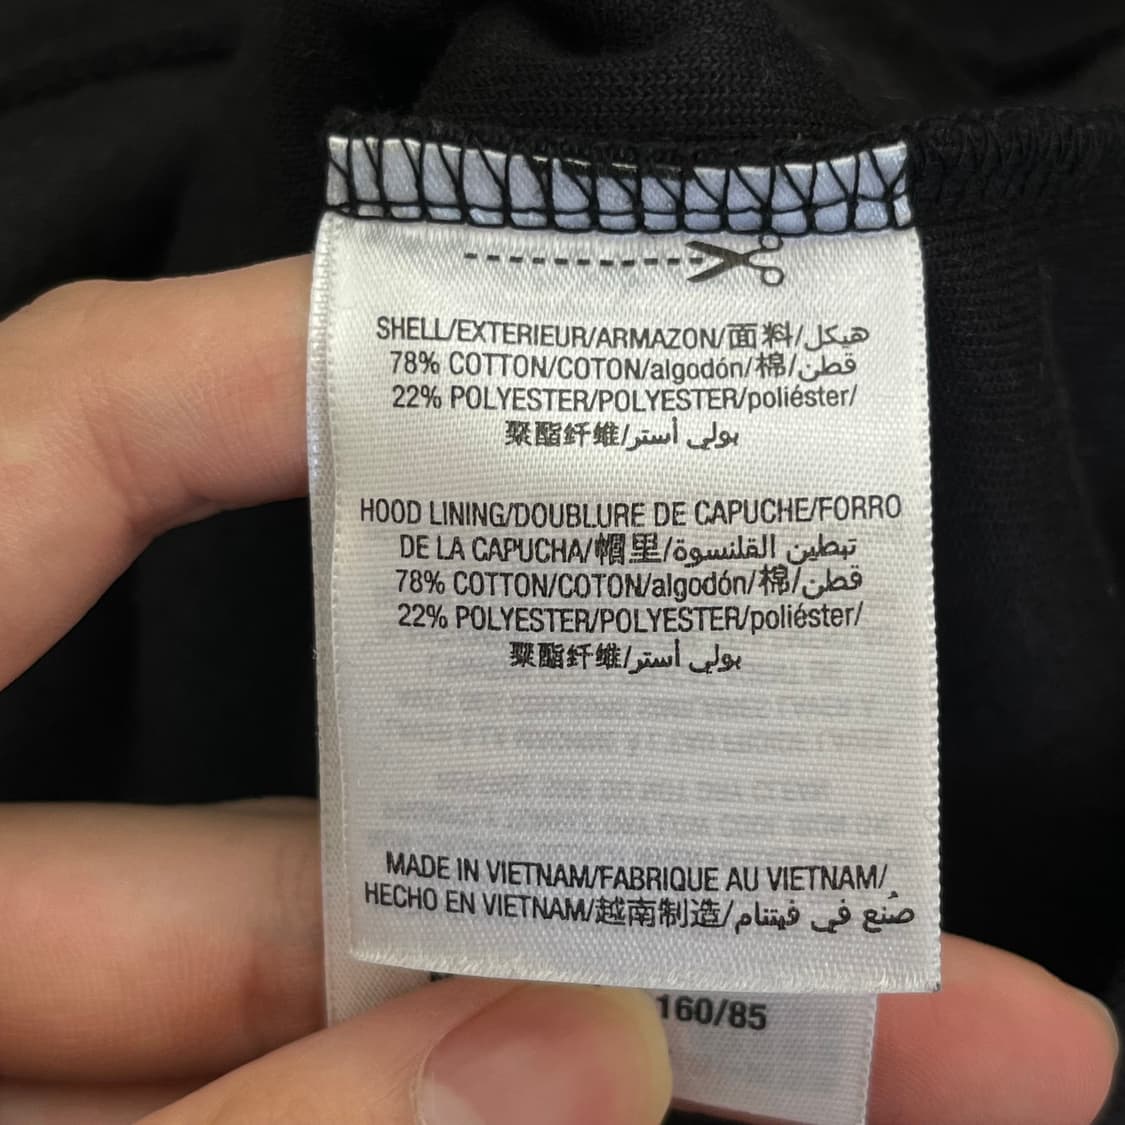 SHELL/EXTERIEUR/ARMAZON/面料/هيكل
78% COTTON/COTON/algodón/棉/قطن
22% POLYESTER/POLYESTER/poliéster/
聚酯纤维/بولي أستر
HOOD LINING/DOUBLURE DE CAPUCHE/FORRO
DE LA CAPUCHA/帽里/تبطين القلنسوة
78% COTTON/COTON/algodón/棉/قطن
22% POLYESTER/POLYESTER/poliéster/
聚酯纤维/بولي أستر
MADE IN VIETNAM/FABRIQUE AU VIETNAM/
HECHO EN VIETNAM/越南制造/صُنع في فيتنام
160/85